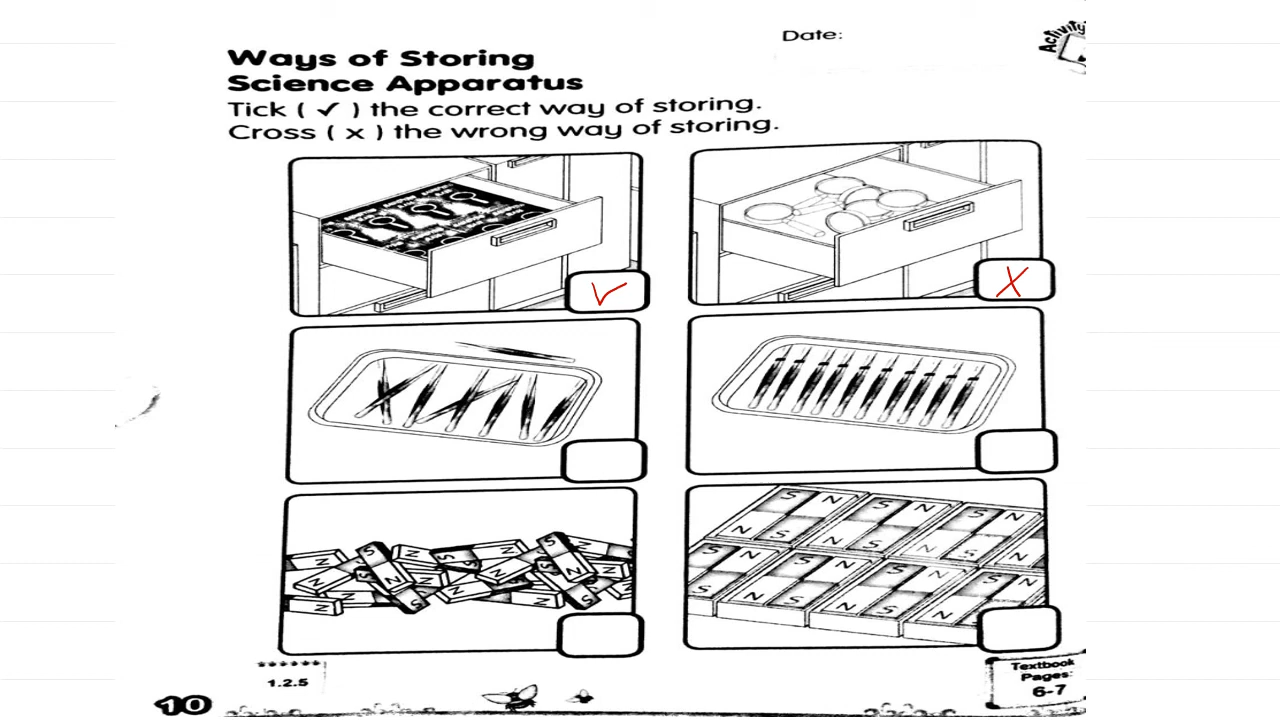 Date:
Activity
Ways of Storing
Science Apparatus
Tick ( ✓ ) the correct way of storing.
Cross ( x ) the wrong way of storing.
✓ X
S N S N S N
N S N S N S N
S N S N S N S N
S N S N S N S N
1.2.5
Textbook
Pages:
6-7
10